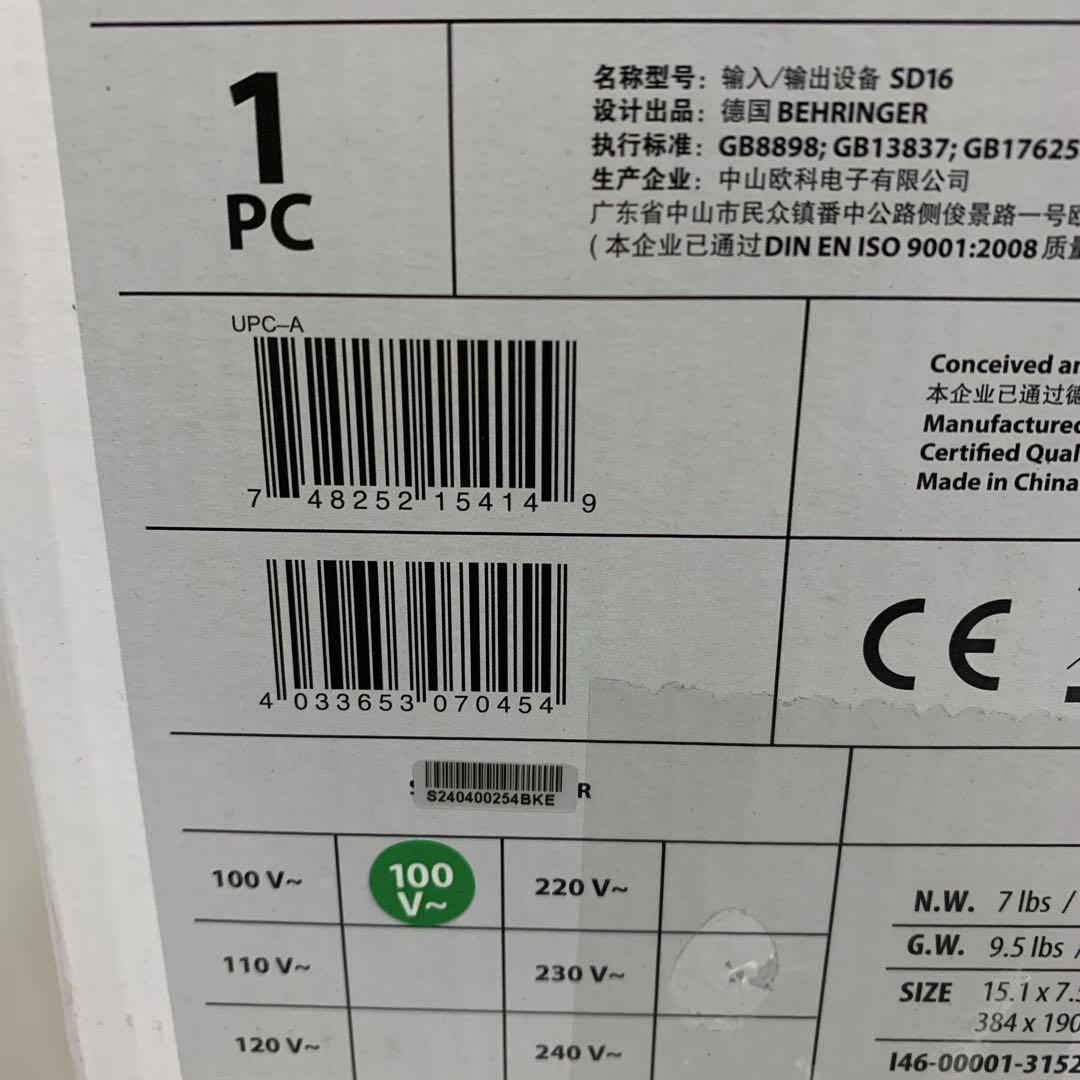 1
PC
名称型号：输入/输出设备 SD16
设计出品：德国 BEHRINGER
执行标准：GB8898; GB13837; GB17625
生产企业：中山欧科电子有限公司
广东省中山市民众镇番中公路侧俊景路一号欧
(本企业已通过DIN EN ISO 9001:2008 质量
UPC–A
7 48252 15414 9
Conceived an
本企业已通过德
Manufactured
Certified Qual
Made in China
4 033653 070454
CE
S240400254BKE
R
100 V~
100
V~
220 V~
110 V~
230 V~
120 V~
240 V~
N.W. 7 lbs /
G.W. 9.5 lbs /
SIZE 15.1 x 7.5
384 x 190
I46-00001-3152